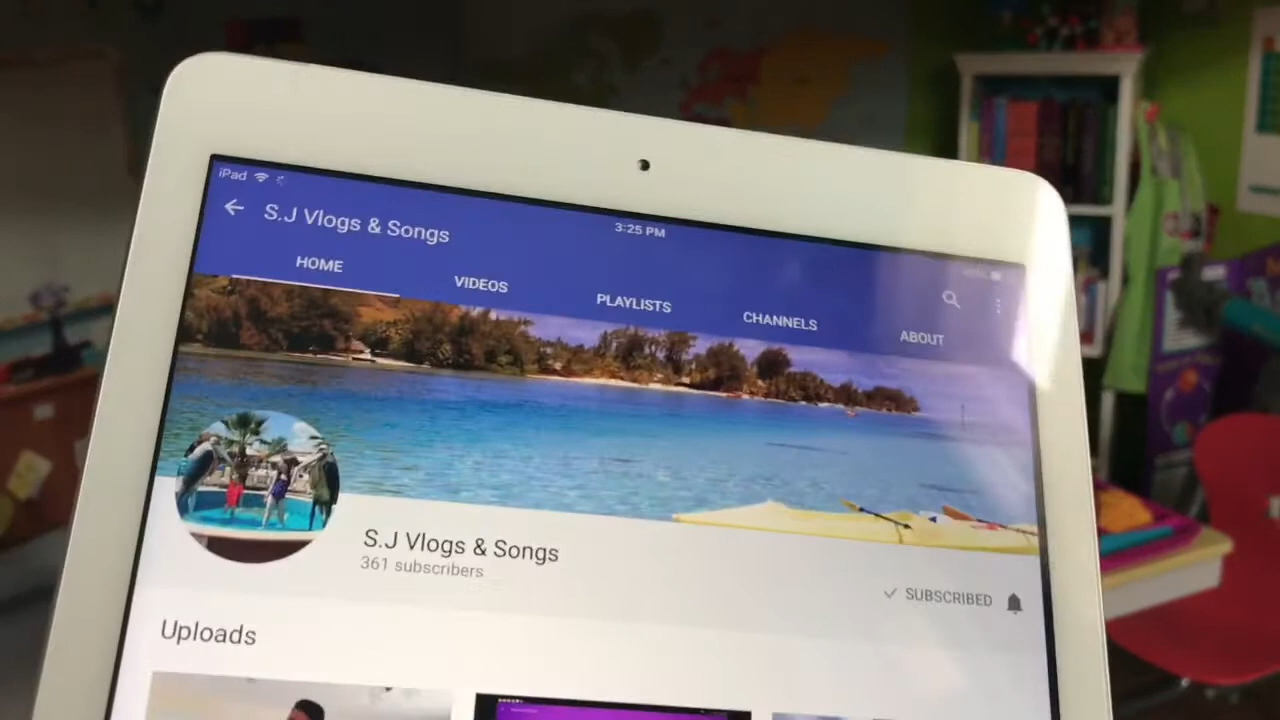 iPad
3:25 PM
S.J Vlogs & Songs
HOME
VIDEOS
PLAYLISTS
CHANNELS
ABOUT
S.J Vlogs & Songs
361 subscribers
SUBSCRIBED
Uploads